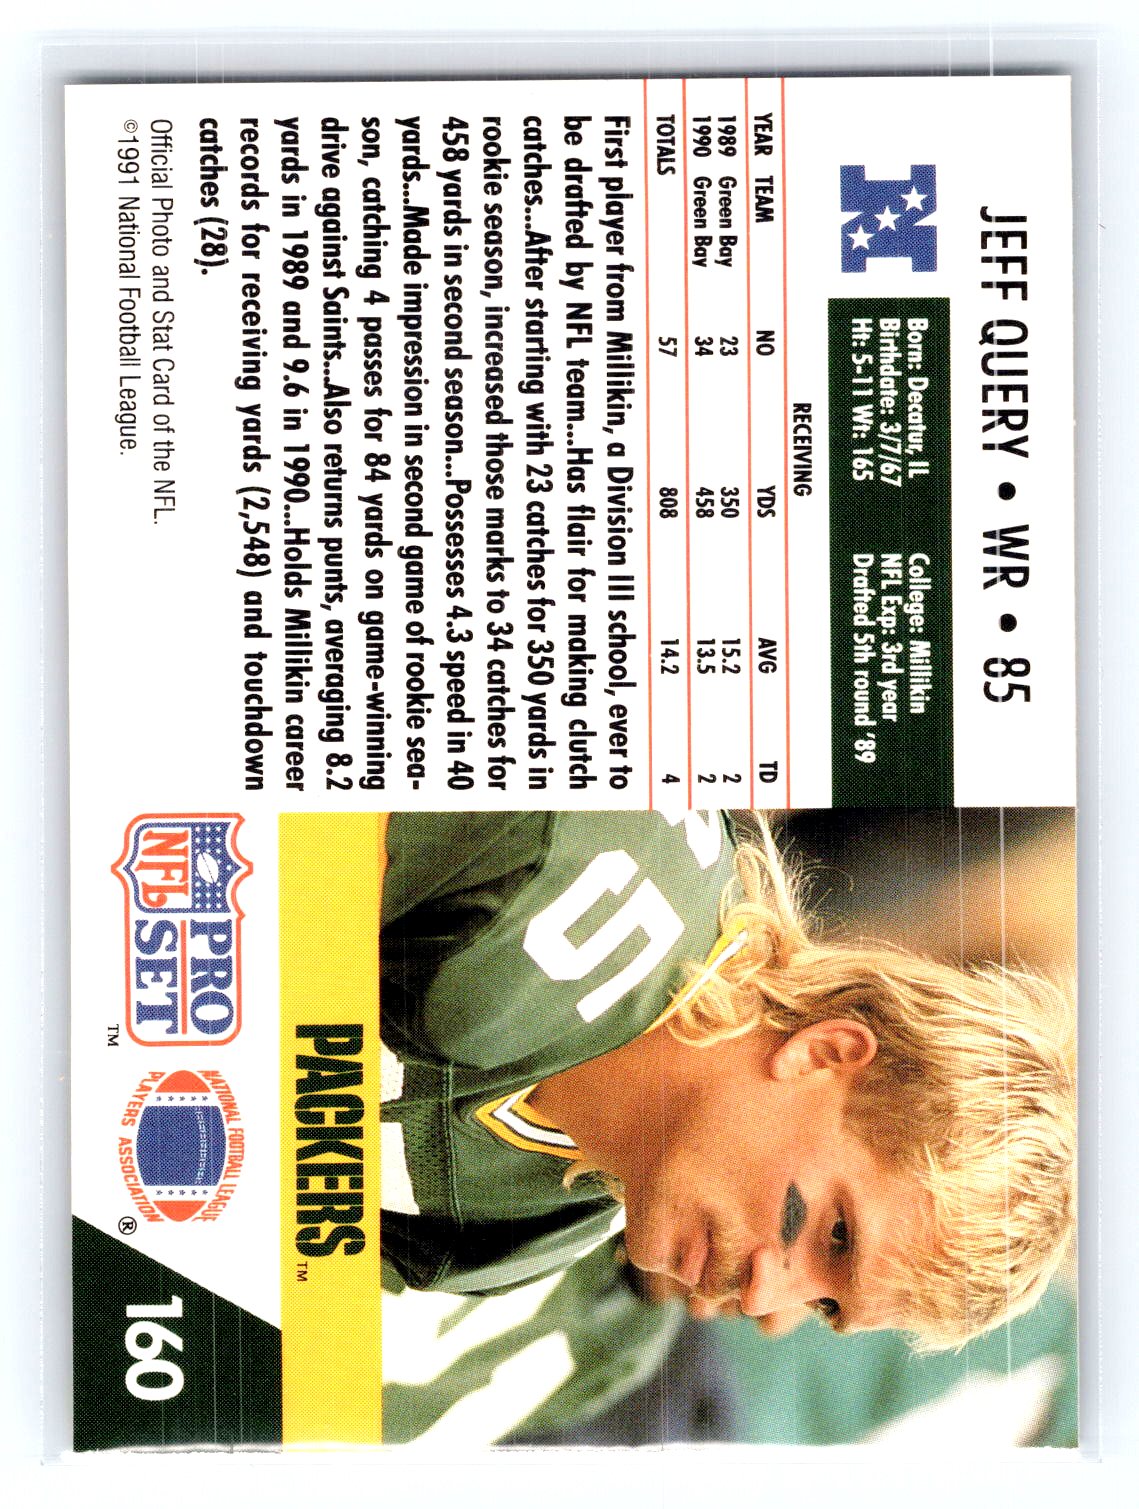 JEFF QUERY • WR • 85
Born: Decatur, IL College: Millikin
Birthdate: 3/7/67 NFL Exp: 3rd year
Ht: 5-11 Wt: 165 Drafted 5th round '89
RECEIVING
YEAR TEAM NO YDS AVG TD
1989 Green Bay 23 350 15.2 2
1990 Green Bay 34 458 13.5 2
TOTALS 57 808 14.2 4
First player from Millikin, a Division III school, ever to
be drafted by NFL team...Has flair for making clutch
catches...After starting with 23 catches for 350 yards in
rookie season, increased those marks to 34 catches for
458 yards in second season...Possesses 4.3 speed in 40
yards...Made impression in second game of rookie sea-
son, catching 4 passes for 84 yards on game-winning
drive against Saints...Also returns punts, averaging 8.2
yards in 1989 and 9.6 in 1990...Holds Millikin career
records for receiving yards (2,548) and touchdown
catches (28).
Official Photo and Stat Card of the NFL.
©1991 National Football League.
5
PACKERS™
NFL
PRO
SET™
NATIONAL FOOTBALL LEAGUE
PLAYERS ASSOCIATION®
160